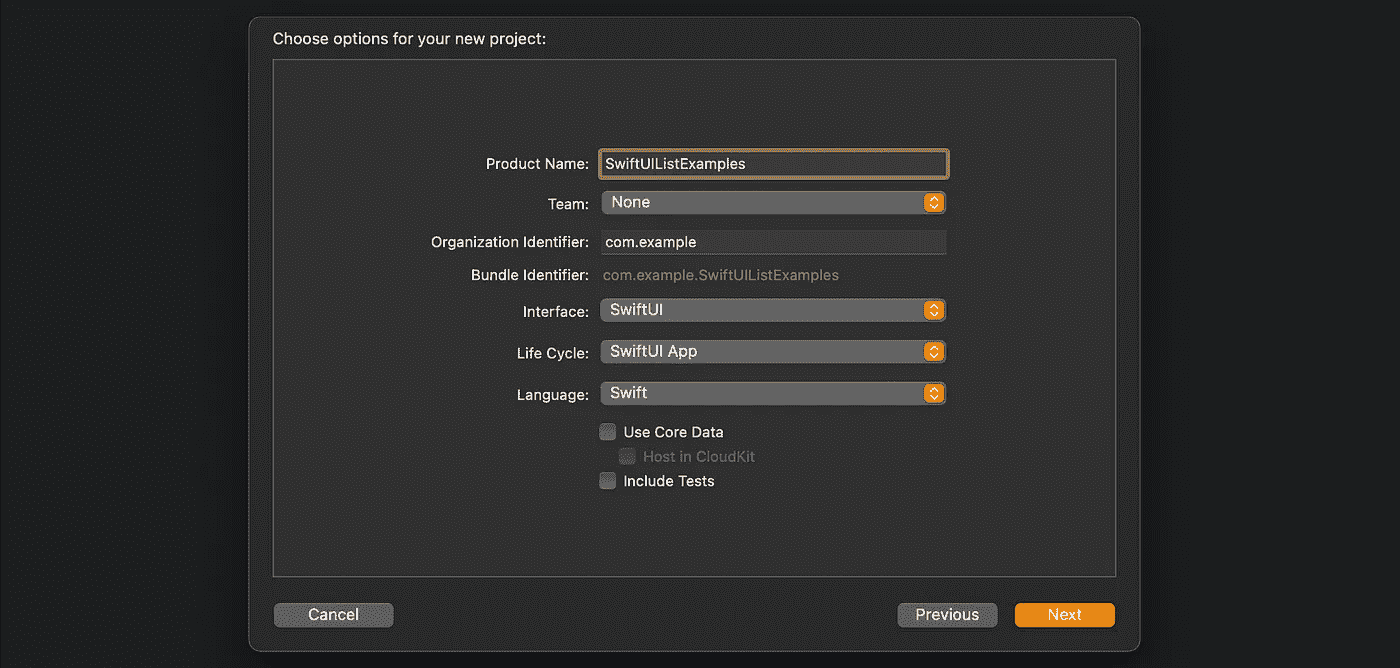 Choose options for your new project:
Product Name: SwiftUIListExamples
Team: None
Organization Identifier: com.example
Bundle Identifier: com.example.SwiftUIListExamples
Interface: SwiftUI
Life Cycle: SwiftUI App
Language: Swift
Use Core Data
Host in CloudKit
Include Tests
Cancel Previous Next